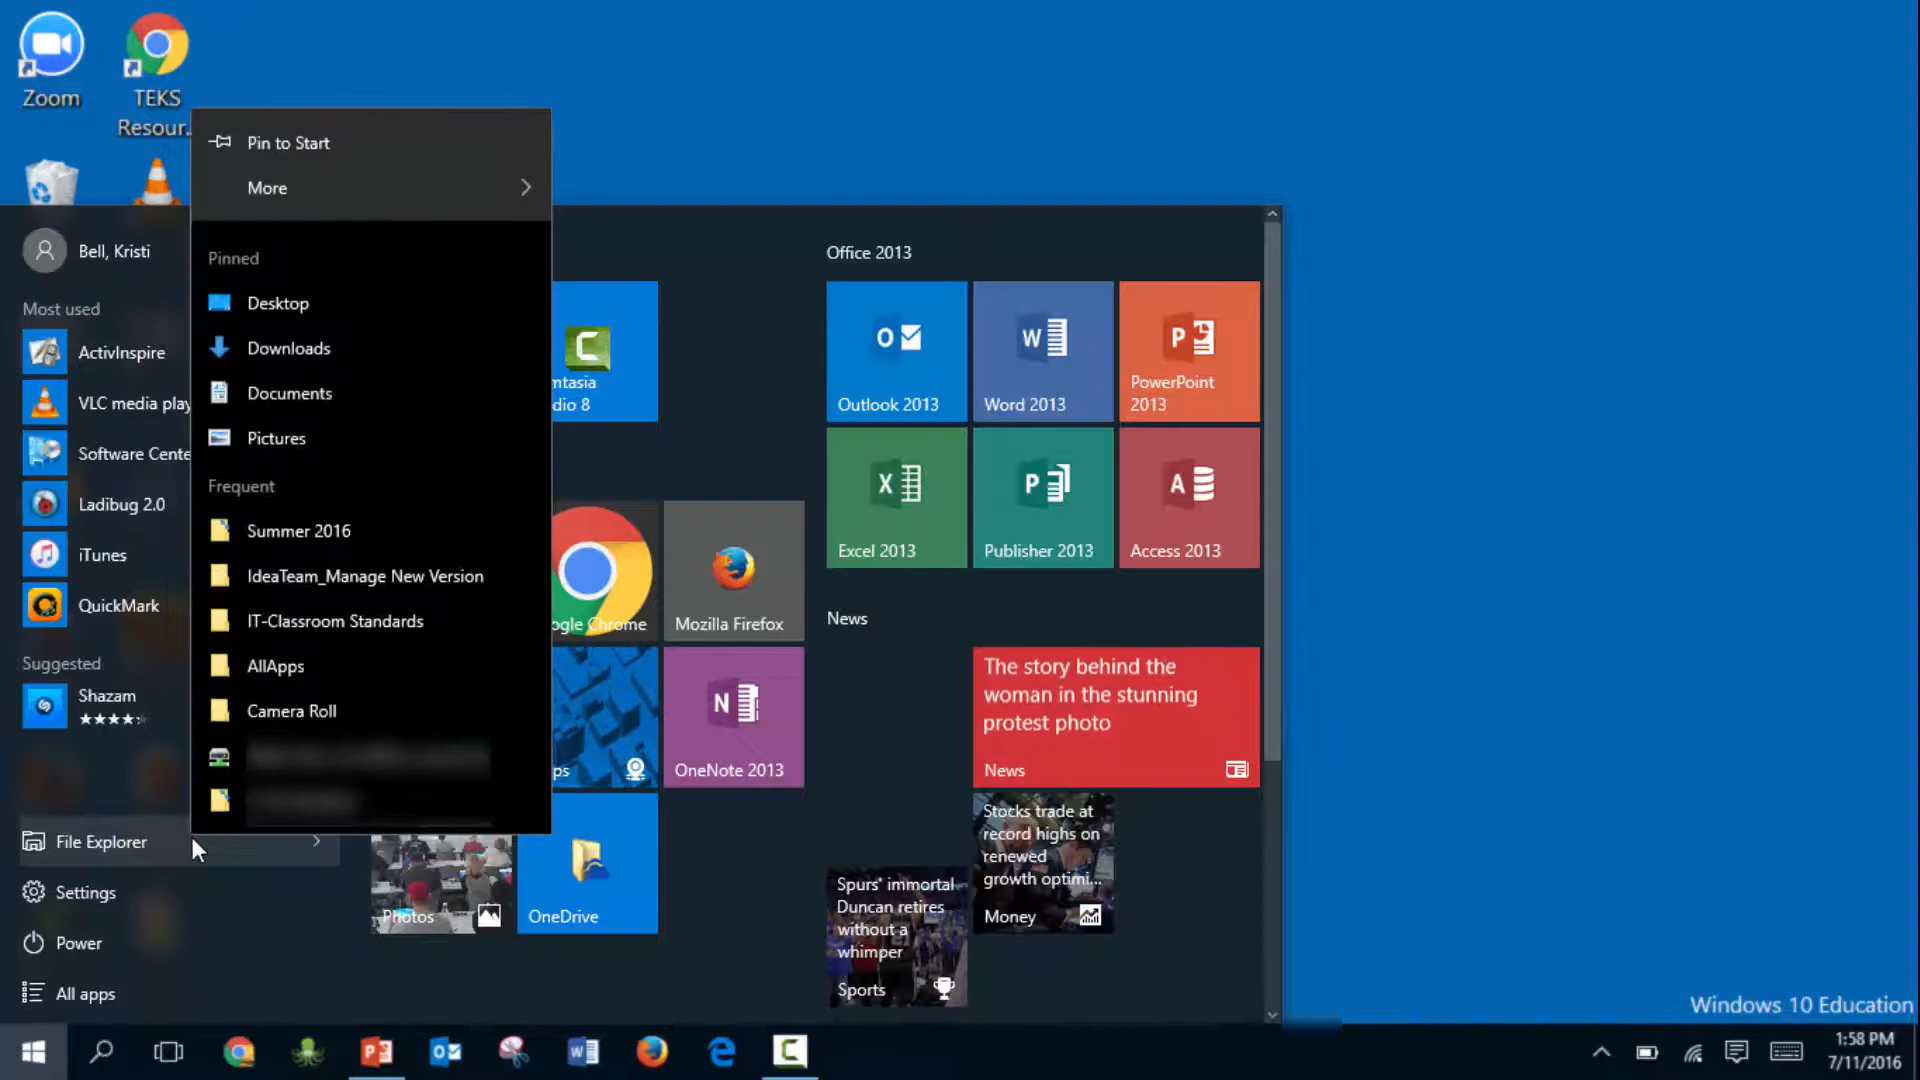 Zoom
TEKS
Resour...
Pin to Start
More
Pinned
Desktop
Downloads
Documents
Pictures
Frequent
Summer 2016
IdeaTeam_Manage New Version
IT-Classroom Standards
AllApps
Camera Roll
Bell, Kristi
Most used
ActivInspire
VLC media play
Software Cente
Ladibug 2.0
iTunes
QuickMark
Suggested
Shazam
File Explorer
Settings
Power
All apps
ntasia
dio 8
ogle Chrome
Mozilla Firefox
ps
OneNote 2013
Photos
OneDrive
Office 2013
Outlook 2013
Word 2013
PowerPoint
2013
Excel 2013
Publisher 2013
Access 2013
News
The story behind the
woman in the stunning
protest photo
News
Stocks trade at
record highs on
renewed
growth optimi...
Money
Spurs' immortal
Duncan retires
without a
whimper
Sports
Windows 10 Education
1:58 PM
7/11/2016